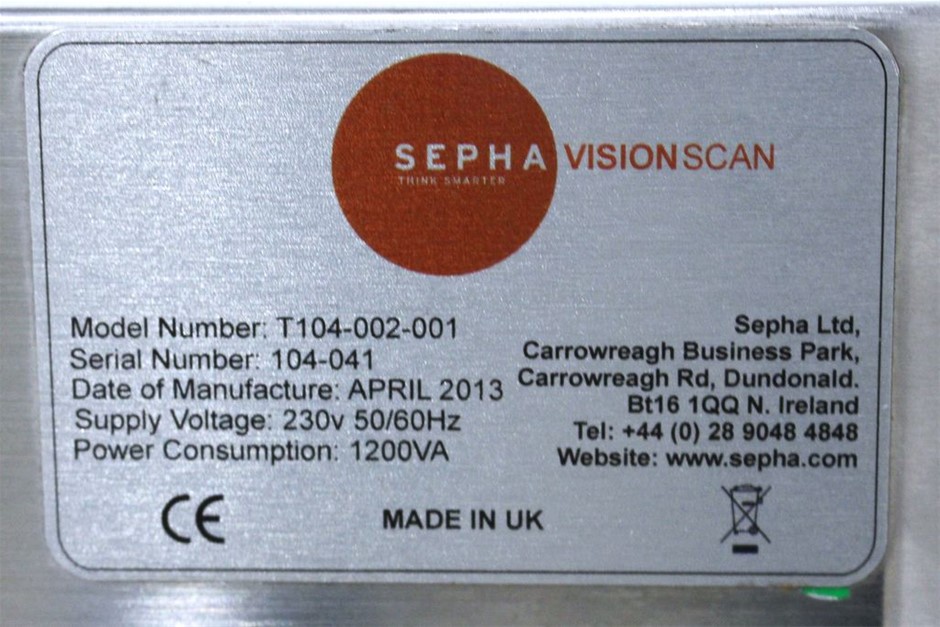 SEPHA VISIONSCAN
THINK SMARTER
Model Number: T104-002-001
Serial Number: 104-041
Date of Manufacture: APRIL 2013
Supply Voltage: 230v 50/60Hz
Power Consumption: 1200VA
Sepha Ltd,
Carrowreagh Business Park,
Carrowreagh Rd, Dundonald.
Bt16 1QQ N. Ireland
Tel: +44 (0) 28 9048 4848
Website: www.sepha.com
CE
MADE IN UK